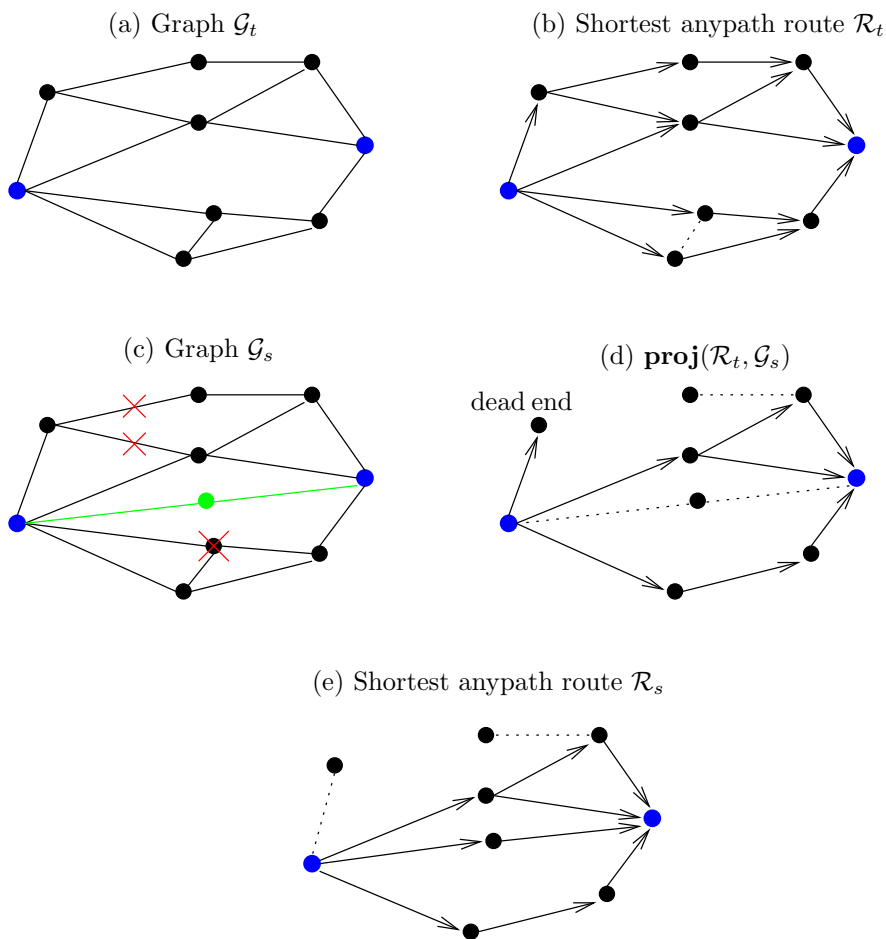 (a) Graph 𝒢ₜ
(b) Shortest anypath route ℛₜ
(c) Graph 𝒢ₛ
(d) proj(ℛₜ, 𝒢ₛ)
dead end
(e) Shortest anypath route ℛₛ